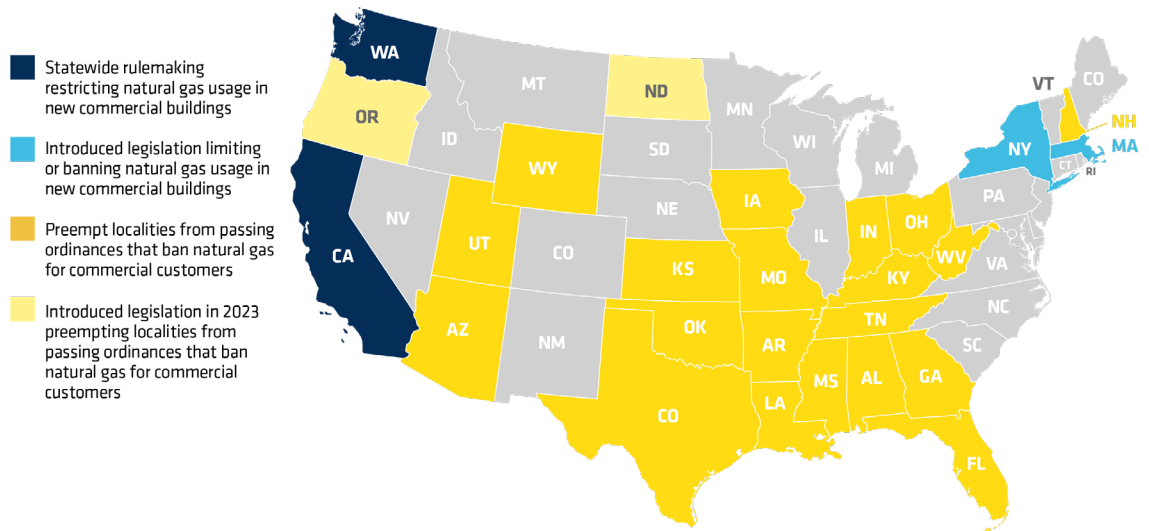 Statewide rulemaking
restricting natural gas usage in
new commercial buildings
Introduced legislation limiting
or banning natural gas usage in
new commercial buildings
Preempt localities from passing
ordinances that ban natural gas
for commercial customers
Introduced legislation in 2023
preempting localities from
passing ordinances that ban
natural gas for commercial
customers
WA
OR
CA
ID
NV
MT
WY
UT
AZ
CO
NM
ND
SD
NE
KS
OK
CO
MN
IA
MO
AR
LA
WI
IL
MI
IN
OH
KY
TN
MS
AL
GA
FL
SC
NC
VA
WV
PA
NY
VT
CO
NH
MA
CT
RI